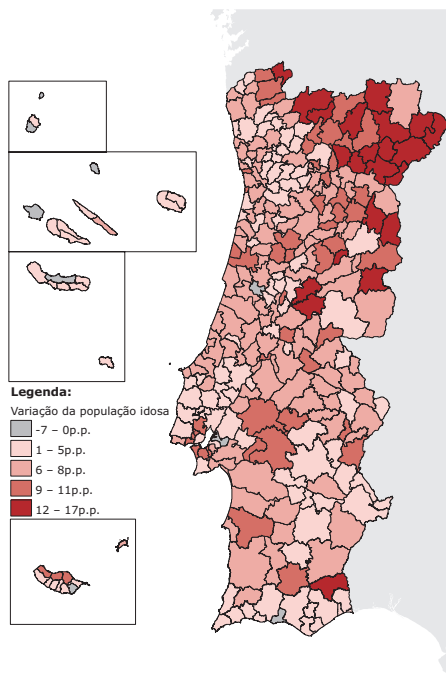 Legenda:
Variação da população idosa
-7 – 0p.p.
1 – 5p.p.
6 – 8p.p.
9 – 11p.p.
12 – 17p.p.